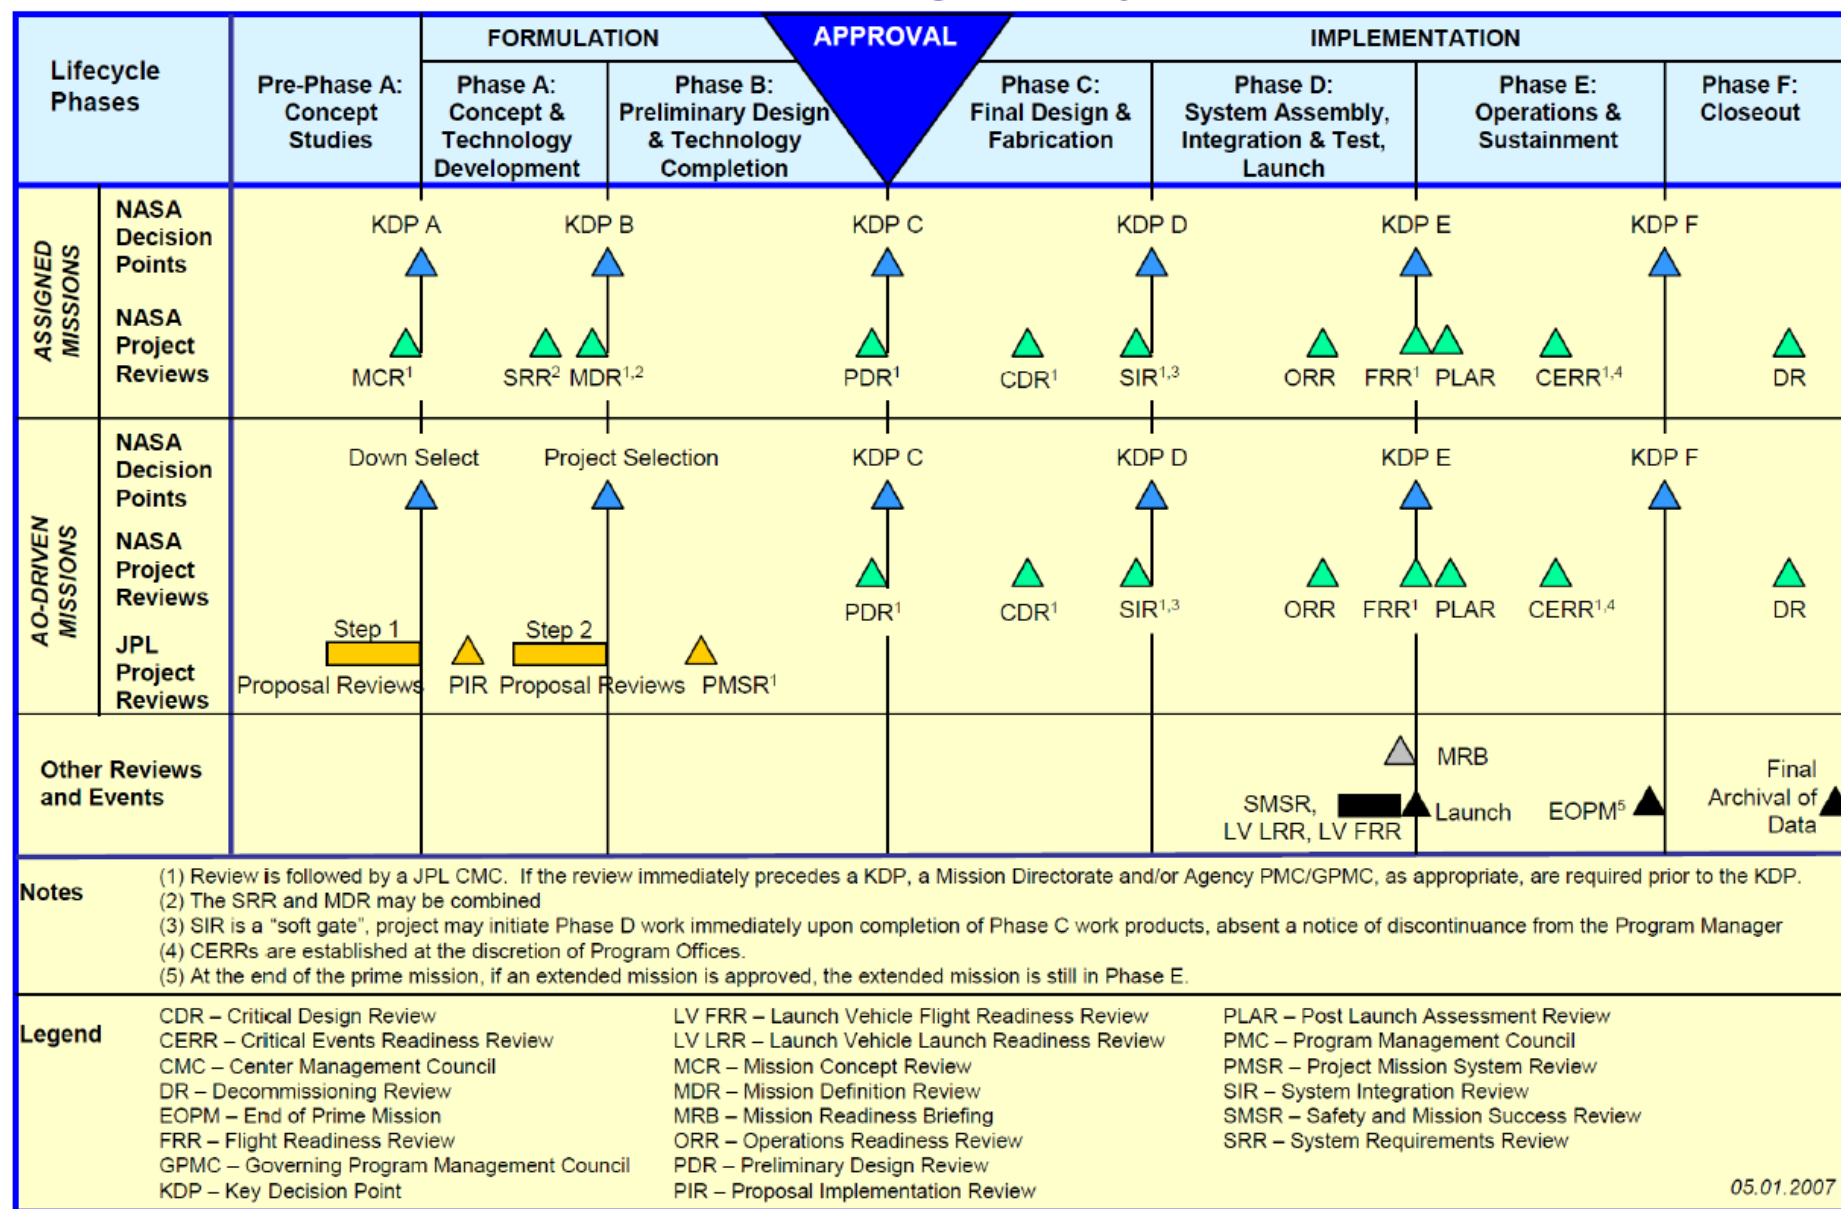 FORMULATION
APPROVAL
IMPLEMENTATION
Lifecycle
Phases
Pre-Phase A:
Concept
Studies
Phase A:
Concept &
Technology
Development
Phase B:
Preliminary Design
& Technology
Completion
Phase C:
Final Design &
Fabrication
Phase D:
System Assembly,
Integration & Test,
Launch
Phase E:
Operations &
Sustainment
Phase F:
Closeout
ASSIGNED
MISSIONS
NASA
Decision
Points
KDP A
KDP B
KDP C
KDP D
KDP E
KDP F
NASA
Project
Reviews
MCR¹
SRR²
MDR¹,²
PDR¹
CDR¹
SIR¹,³
ORR
FRR¹
PLAR
CERR¹,⁴
DR
AO-DRIVEN
MISSIONS
NASA
Decision
Points
Down Select
Project Selection
KDP C
KDP D
KDP E
KDP F
NASA
Project
Reviews
PDR¹
CDR¹
SIR¹,³
ORR
FRR¹
PLAR
CERR¹,⁴
DR
JPL
Project
Reviews
Step 1
Proposal Reviews
PIR
Step 2
Proposal Reviews
PMSR¹
Other Reviews
and Events
MRB
SMSR,
LV LRR, LV FRR
Launch
EOPM⁵
Final
Archival of
Data
Notes
(1) Review is followed by a JPL CMC. If the review immediately precedes a KDP, a Mission Directorate and/or Agency PMC/GPMC, as appropriate, are required prior to the KDP.
(2) The SRR and MDR may be combined
(3) SIR is a “soft gate”, project may initiate Phase D work immediately upon completion of Phase C work products, absent a notice of discontinuance from the Program Manager
(4) CERRs are established at the discretion of Program Offices.
(5) At the end of the prime mission, if an extended mission is approved, the extended mission is still in Phase E.
Legend
CDR – Critical Design Review
CERR – Critical Events Readiness Review
CMC – Center Management Council
DR – Decommissioning Review
EOPM – End of Prime Mission
FRR – Flight Readiness Review
GPMC – Governing Program Management Council
KDP – Key Decision Point
LV FRR – Launch Vehicle Flight Readiness Review
LV LRR – Launch Vehicle Launch Readiness Review
MCR – Mission Concept Review
MDR – Mission Definition Review
MRB – Mission Readiness Briefing
ORR – Operations Readiness Review
PDR – Preliminary Design Review
PIR – Proposal Implementation Review
PLAR – Post Launch Assessment Review
PMC – Program Management Council
PMSR – Project Mission System Review
SIR – System Integration Review
SMSR – Safety and Mission Success Review
SRR – System Requirements Review
05.01.2007